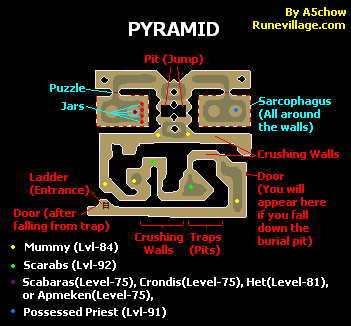 By A5chow
Runevillage.com
PYRAMID
Pit (Jump)
Puzzle
Jars
Sarcophagus
(All around
the walls)
Crushing Walls
Ladder
(Entrance)
Door
(You will
appear here
if you fall
down the
burial pit)
Door (after
falling from trap)
Crushing
Walls
Traps
(Pits)
Mummy (Lvl-84)
Scarabs (Lvl-92)
Scabaras(Level-75), Crondis(Level-75), Het(Level-81),
or Apmeken(Level-75),
Possessed Priest (Lvl-91)